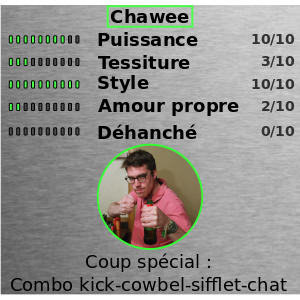 Chawee
Puissance 10/10
Tessiture 3/10
Style 10/10
Amour propre 2/10
Déhanché 0/10
Coup spécial :
Combo kick-cowbel-sifflet-chat